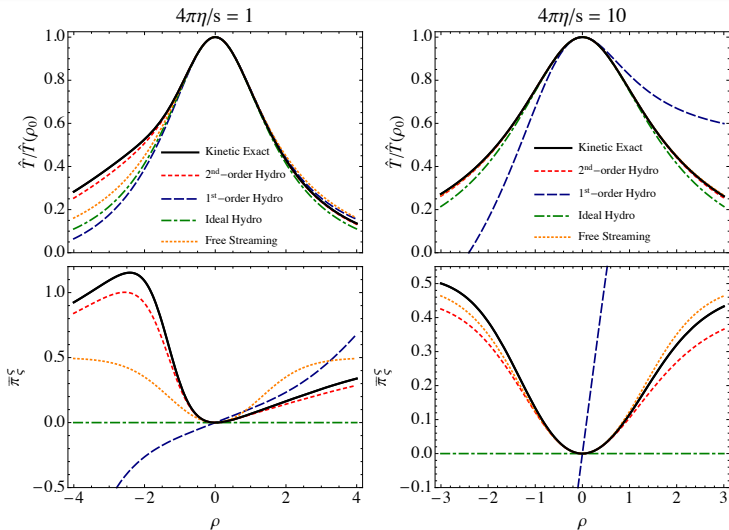 4πη/s = 1
4πη/s = 10
1.0
0.8
0.6
0.4
0.2
0.0
T̂/T̂(ρ₀)
Kinetic Exact
2ⁿᵈ−order Hydro
1ˢᵗ−order Hydro
Ideal Hydro
Free Streaming
1.0
0.8
0.6
0.4
0.2
0.0
T̂/T̂(ρ₀)
Kinetic Exact
2ⁿᵈ−order Hydro
1ˢᵗ−order Hydro
Ideal Hydro
Free Streaming
1.0
0.5
0.0
−0.5
π̅ξξ
−4 −2 0 2 4
ρ
0.5
0.4
0.3
0.2
0.1
0.0
−0.1
π̅ξξ
−3 −2 −1 0 1 2 3
ρ